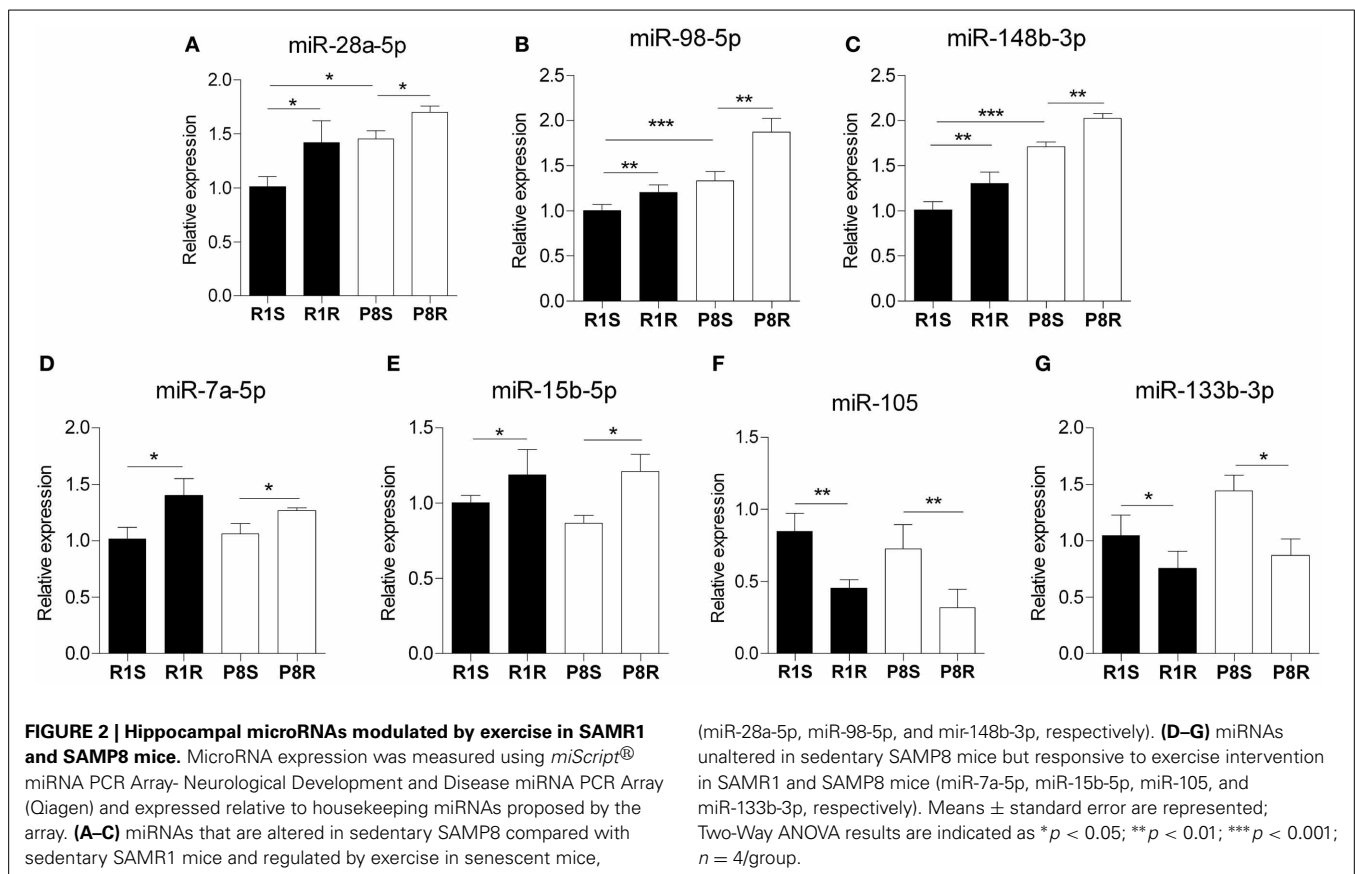 A
miR-28a-5p
Relative expression
2.0
1.5
1.0
0.5
0.0
*
*
*
R1S R1R P8S P8R
B
miR-98-5p
Relative expression
2.5
2.0
1.5
1.0
0.5
0.0
**
***
**
R1S R1R P8S P8R
C
miR-148b-3p
Relative expression
2.5
2.0
1.5
1.0
0.5
0.0
**
***
**
R1S R1R P8S P8R
D
miR-7a-5p
Relative expression
2.0
1.5
1.0
0.5
0.0
*
*
R1S R1R P8S P8R
E
miR-15b-5p
Relative expression
1.5
1.0
0.5
0.0
*
*
R1S R1R P8S P8R
F
miR-105
Relative expression
1.5
1.0
0.5
0.0
**
**
R1S R1R P8S P8R
G
miR-133b-3p
Relative expression
2.0
1.5
1.0
0.5
0.0
*
*
R1S R1R P8S P8R
FIGURE 2 | Hippocampal microRNAs modulated by exercise in SAMR1
and SAMP8 mice. MicroRNA expression was measured using miScript®
miRNA PCR Array- Neurological Development and Disease miRNA PCR Array
(Qiagen) and expressed relative to housekeeping miRNAs proposed by the
array. (A–C) miRNAs that are altered in sedentary SAMP8 compared with
sedentary SAMR1 mice and regulated by exercise in senescent mice,
(miR-28a-5p, miR-98-5p, and mir-148b-3p, respectively). (D–G) miRNAs
unaltered in sedentary SAMP8 mice but responsive to exercise intervention
in SAMR1 and SAMP8 mice (miR-7a-5p, miR-15b-5p, miR-105, and
miR-133b-3p, respectively). Means ± standard error are represented;
Two-Way ANOVA results are indicated as *p < 0.05; **p < 0.01; ***p < 0.001;
n = 4/group.